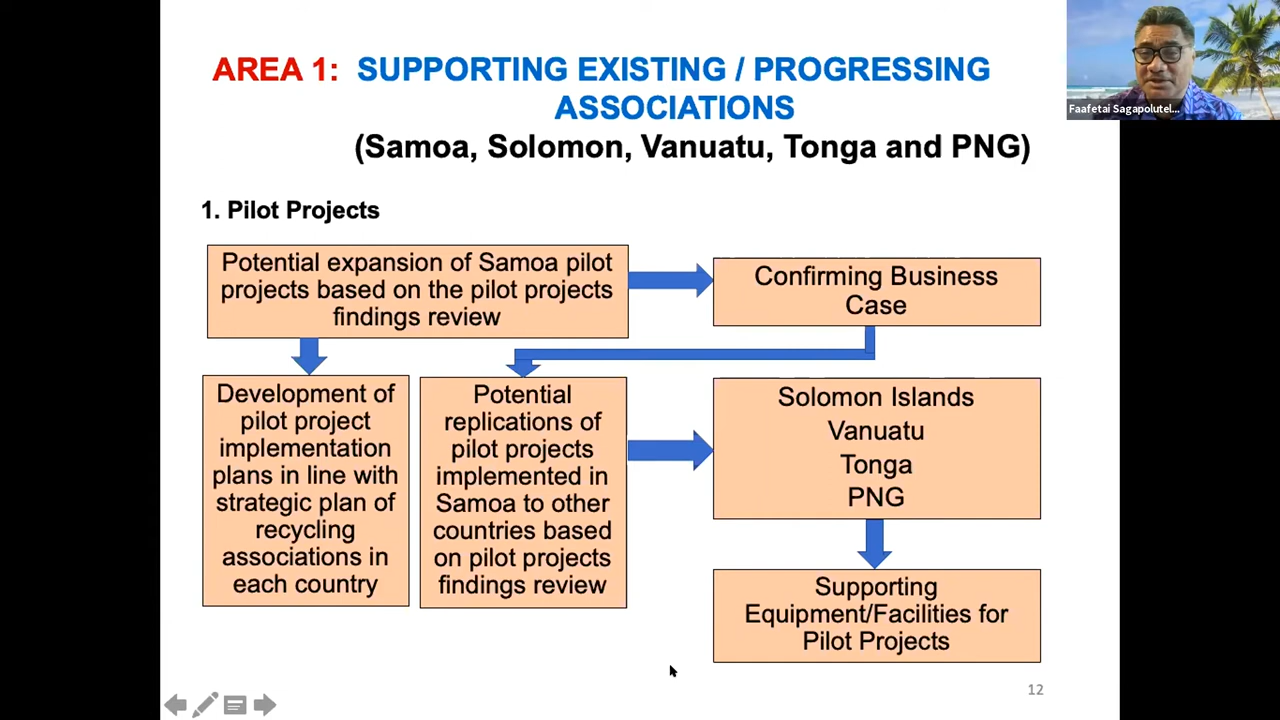 AREA 1: SUPPORTING EXISTING / PROGRESSING
ASSOCIATIONS
(Samoa, Solomon, Vanuatu, Tonga and PNG)
Faafetai Sagapolutel...
1. Pilot Projects
Potential expansion of Samoa pilot
projects based on the pilot projects
findings review
Confirming Business
Case
Development of
pilot project
implementation
plans in line with
strategic plan of
recycling
associations in
each country
Potential
replications of
pilot projects
implemented in
Samoa to other
countries based
on pilot projects
findings review
Solomon Islands
Vanuatu
Tonga
PNG
Supporting
Equipment/Facilities for
Pilot Projects
12